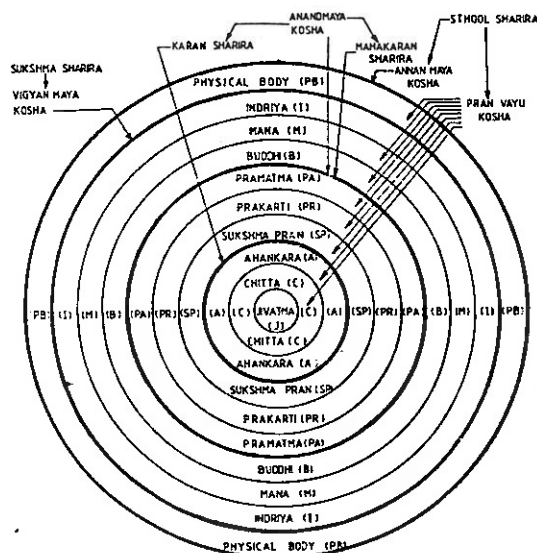 ANANDMAYA
KOSHA
STHOOL SHARIRA
KARAN SHARIRA
MAHAKARAN
SHARIRA
ANNAN MAYA
KOSHA
SUKSHMA SHARIRA
VIGYAN MAYA
KOSHA
PRAN VAYU
KOSHA
PHYSICAL BODY (PB)
INDRIYA (I)
MANA (M)
BUDDHI (B)
PRAMATMA (PA)
PRAKARTI (PR)
SUKSHMA PRAN (SP)
AHANKARA (A)
CHITTA (C)
(PB) (I) (M) (B) (PA) (PR) (SP) (A) (C) JIVATMA (C) (A) (SP) (PR) (PA) (B) (M) (I) (PB)
(J)
CHITTA (C)
AHANKARA (A)
SUKSHMA PRAN (SP)
PRAKARTI (PR)
PRAMATMA (PA)
BUDDHI (B)
MANA (M)
INDRIYA (I)
PHYSICAL BODY (PB)